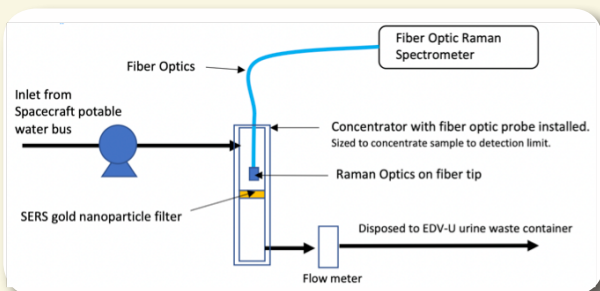 Fiber Optic Raman
Spectrometer
Fiber Optics
Inlet from
Spacecraft potable
water bus
Concentrator with fiber optic probe installed.
Sized to concentrate sample to detection limit.
Raman Optics on fiber tip
SERS gold nanoparticle filter
Disposed to EDV-U urine waste container
Flow meter